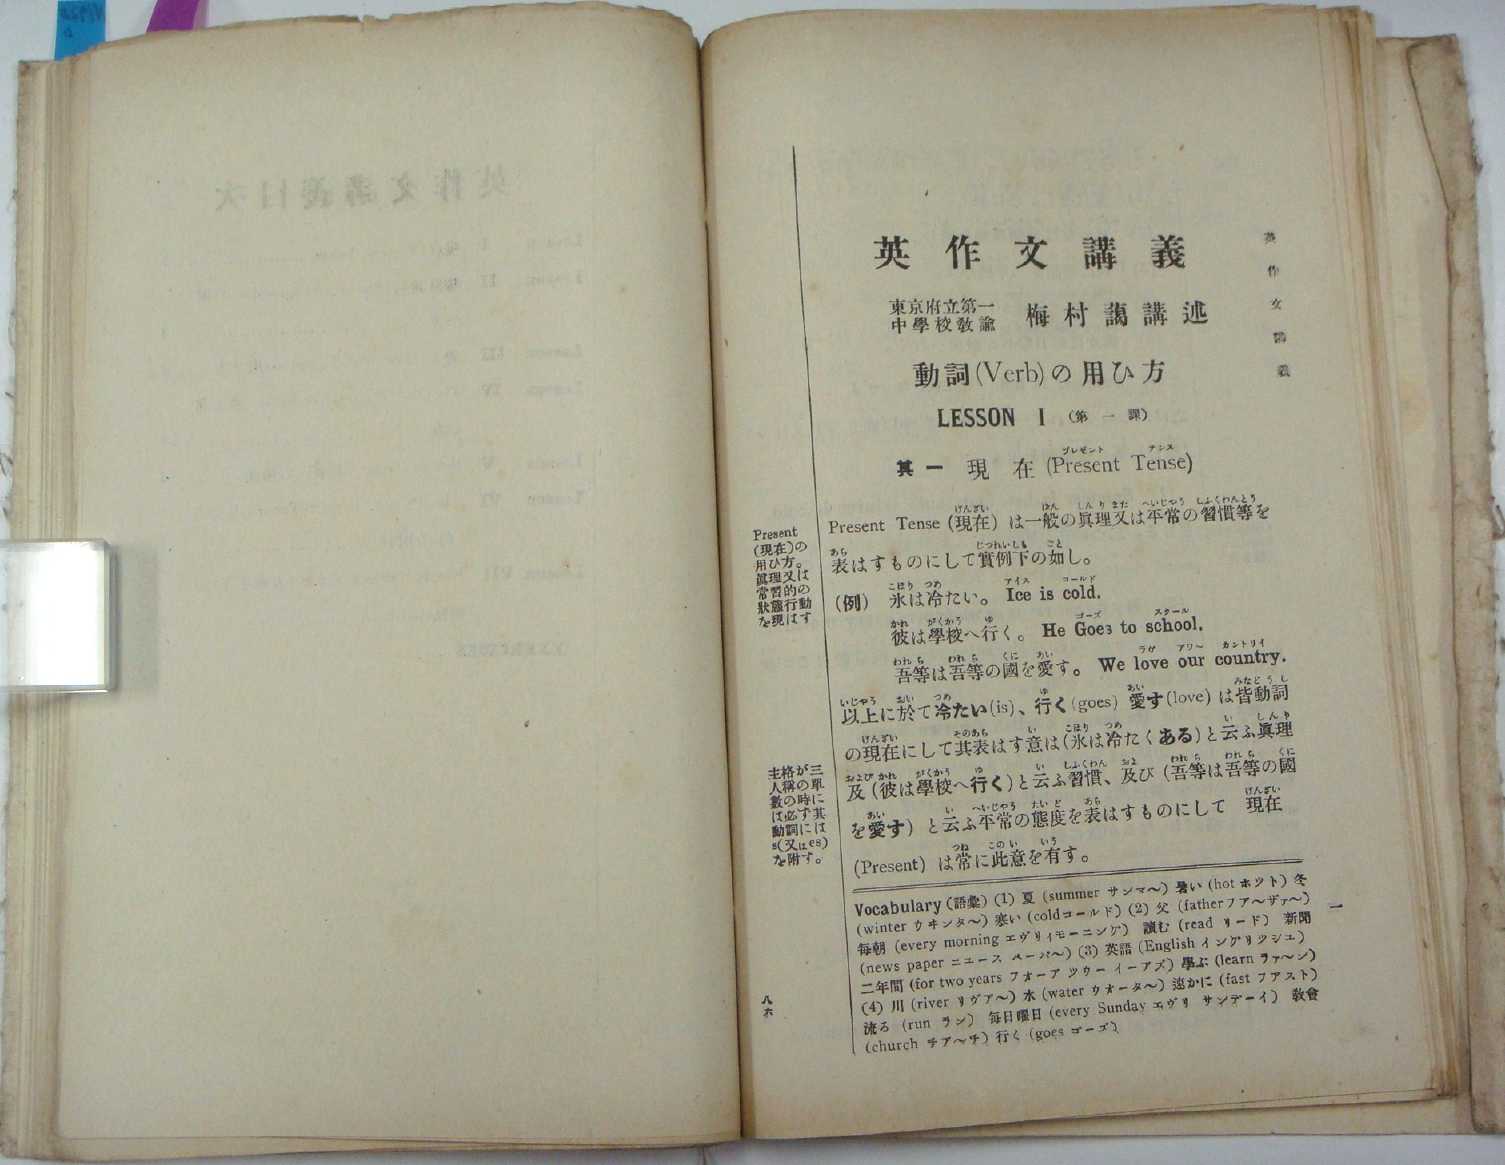 英作文講義
英作文講義
東京府立第一
中學校教諭
梅村 講述
動詞(Verb)の用ひ方
LESSON I (第一課)
其一 現在(Present Tense)
Present Tense (現在) は一般の眞理又は平常の習慣等を
表はすものにして實例下の如し。
(例) 氷は冷たい。 Ice is cold.
彼は學校へ行く。 He Goes to school.
吾等は吾等の國を愛す。 We love our country.
以上に於て冷たい(is)、行く(goes) 愛す(love) は皆動詞
の現在にして其表はす意は(氷は冷たくある)と云ふ眞理
及(彼は學校へ行く)と云ふ習慣、及び(吾等は吾等の國
を愛す) と云ふ平常の態度を表はすものにして 現在
(Present) は常に此意を有す。
Present
(現在)の
用ひ方。
眞理又は
常習的の
狀態行動
を現はす
主格が三
人稱の單
數の時に
は必ず其
動詞には
s(又はes)
を附す。
Vocabulary (語彙) (1) 夏 (summer サンマ〜) 暑い (hot ホツト) 冬
(winter ウヰンタ〜) 寒い (coldコールド) (2) 父 (fatherフア〜ザァ〜)
每朝 (every morning エヴリィモーニング) 讀む (read リード) 新聞
(news paper ニユース ペーパ〜) (3) 英語 (English イングリツシユ)
二年間 (for two years フオーア ツウー イーアズ) 學ぶ (learn ラァ〜ン)
(4) 川 (river リヴア〜) 水 (water ウオータ〜) 速かに (fast フアスト)
流る (run ラン) 每日曜日 (every Sunday エヴリ サンデーイ) 敎會
(church チア〜チ) 行く (goes ゴーズ)
一
八六